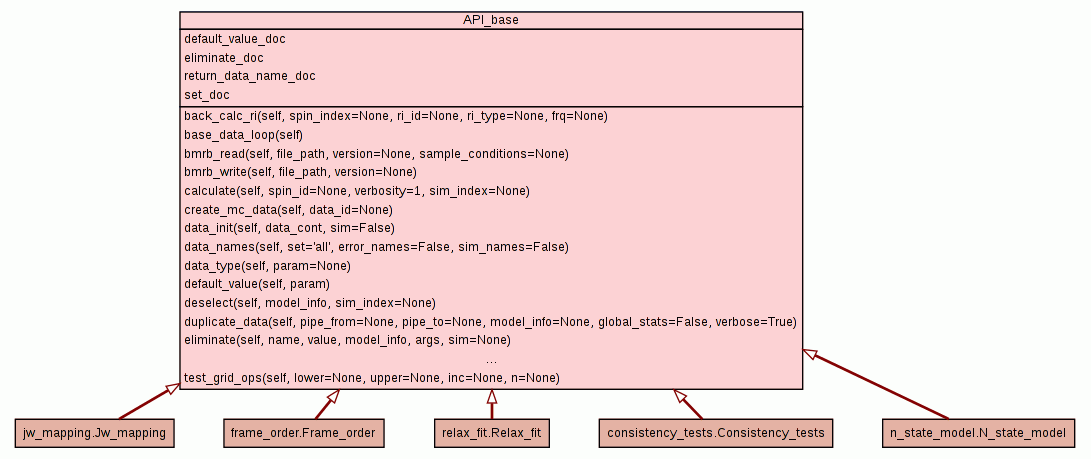 API_base
default_value_doc
eliminate_doc
return_data_name_doc
set_doc
back_calc_ri(self, spin_index=None, ri_id=None, ri_type=None, frq=None)
base_data_loop(self)
bmrb_read(self, file_path, version=None, sample_conditions=None)
bmrb_write(self, file_path, version=None)
calculate(self, spin_id=None, verbosity=1, sim_index=None)
create_mc_data(self, data_id=None)
data_init(self, data_cont, sim=False)
data_names(self, set='all', error_names=False, sim_names=False)
data_type(self, param=None)
default_value(self, param)
deselect(self, model_info, sim_index=None)
duplicate_data(self, pipe_from=None, pipe_to=None, model_info=None, global_stats=False, verbose=True)
eliminate(self, name, value, model_info, args, sim=None)
...
test_grid_ops(self, lower=None, upper=None, inc=None, n=None)
jw_mapping.Jw_mapping
frame_order.Frame_order
relax_fit.Relax_fit
consistency_tests.Consistency_tests
n_state_model.N_state_model